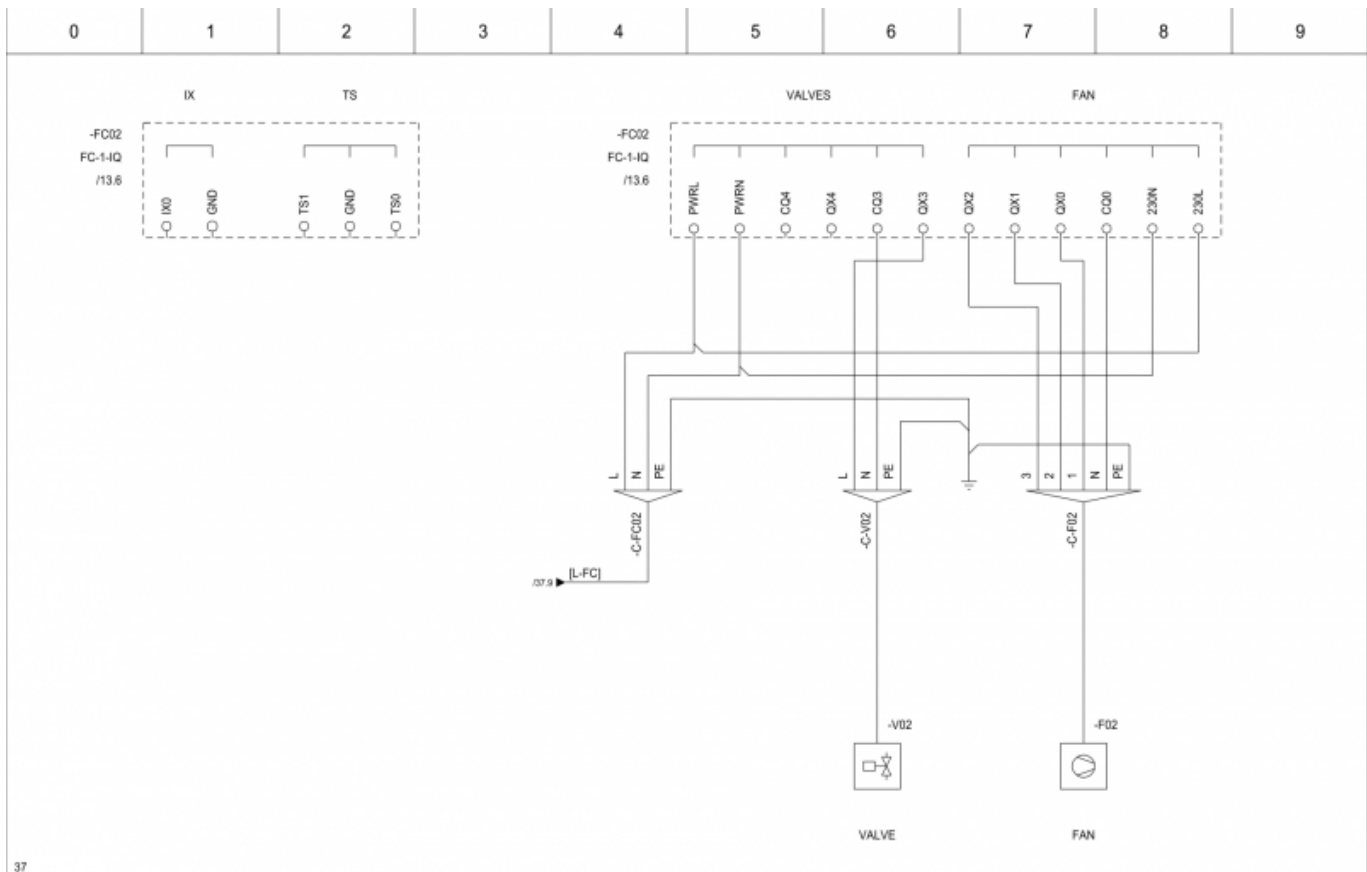 0 1 2 3 4 5 6 7 8 9
IX TS VALVES FAN
-FC02
FC-1-IQ
/13.6
IX0 GND TS1 GND TS0
-FC02
FC-1-IQ
/13.6
PWRL PWRN CQ4 QX4 CQ3 QX3 QX2 QX1 QX0 CQ0 230N 230L
L N PE L N PE 3 2 1 N PE
-C-FC02 -C-V02 -C-F02
/37.9 [L-FC]
-V02 -F02
VALVE FAN
37